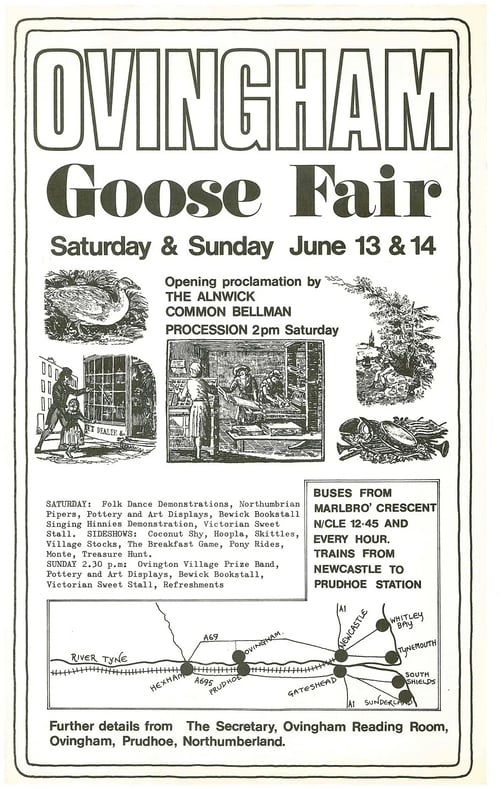 OVINGHAM
Goose Fair
Saturday & Sunday June 13 & 14
Opening proclamation by
THE ALNWICK
COMMON BELLMAN
PROCESSION 2pm Saturday
DEALER &
SATURDAY: Folk Dance Demonstrations, Northumbrian
Pipers, Pottery and Art Displays, Bewick Bookstall
Singing Hinnies Demonstration, Victorian Sweet
Stall. SIDESHOWS: Coconut Shy, Hoopla, Skittles,
Village Stocks, The Breakfast Game, Pony Rides,
Monte, Treasure Hunt.
SUNDAY 2.30 p.m: Ovington Village Prize Band,
Pottery and Art Displays, Bewick Bookstall,
Victorian Sweet Stall, Refreshments
BUSES FROM
MARLBRO' CRESCENT
N/CLE 12·45 AND
EVERY HOUR.
TRAINS FROM
NEWCASTLE TO
PRUDHOE STATION
RIVER TYNE
HEXHAM
A69
A695
OVINGHAM.
PRUDHOE
A1
NEWCASTLE
GATESHEAD
A1
WHITLEY
BAY
TYNEMOUTH
SOUTH
SHIELDS
SUNDERLAND
Further details from The Secretary, Ovingham Reading Room,
Ovingham, Prudhoe, Northumberland.